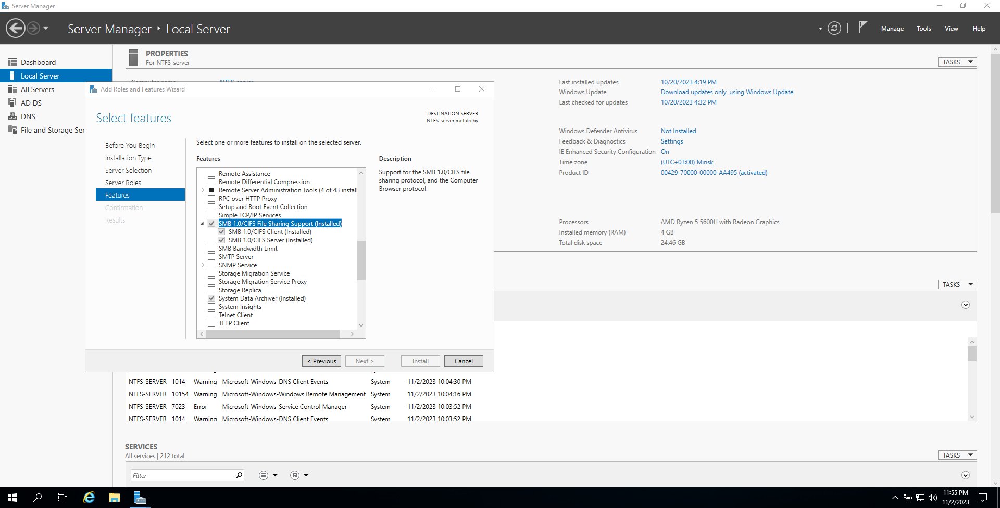 Server Manager
Server Manager ‣ Local Server
Manage Tools View Help
Dashboard
Local Server
All Servers
AD DS
DNS
File and Storage Ser
PROPERTIES
For NTFS-server
TASKS
Last installed updates 10/20/2023 4:19 PM
Windows Update Download updates only, using Windows Update
Last checked for updates 10/20/2023 4:32 PM
Windows Defender Antivirus Not Installed
Feedback & Diagnostics Settings
IE Enhanced Security Configuration On
Time zone (UTC+03:00) Minsk
Product ID 00429-70000-00000-AA495 (activated)
Processors AMD Ryzen 5 5600H with Radeon Graphics
Installed memory (RAM) 4 GB
Total disk space 24.46 GB
Add Roles and Features Wizard
Select features
DESTINATION SERVER
NTFS-server.metalri.by
Before You Begin
Installation Type
Server Selection
Server Roles
Features
Confirmation
Results
Select one or more features to install on the selected server.
Features
Remote Assistance
Remote Differential Compression
Remote Server Administration Tools (4 of 43 instal
RPC over HTTP Proxy
Setup and Boot Event Collection
Simple TCP/IP Services
SMB 1.0/CIFS File Sharing Support (Installed)
SMB 1.0/CIFS Client (Installed)
SMB 1.0/CIFS Server (Installed)
SMB Bandwidth Limit
SMTP Server
SNMP Service
Storage Migration Service
Storage Migration Service Proxy
Storage Replica
System Data Archiver (Installed)
System Insights
Telnet Client
TFTP Client
Description
Support for the SMB 1.0/CIFS file
sharing protocol, and the Computer
Browser protocol.
< Previous Next > Install Cancel
TASKS
NTFS-SERVER 1014 Warning Microsoft-Windows-DNS Client Events System 11/2/2023 10:04:30 PM
NTFS-SERVER 10154 Warning Microsoft-Windows-Windows Remote Management System 11/2/2023 10:04:16 PM
NTFS-SERVER 7023 Error Microsoft-Windows-Service Control Manager System 11/2/2023 10:03:52 PM
NTFS-SERVER 1014 Warning Microsoft-Windows-DNS Client Events System 11/2/2023 10:03:52 PM
SERVICES
All services | 212 total
TASKS
Filter
11:55 PM
11/2/2023